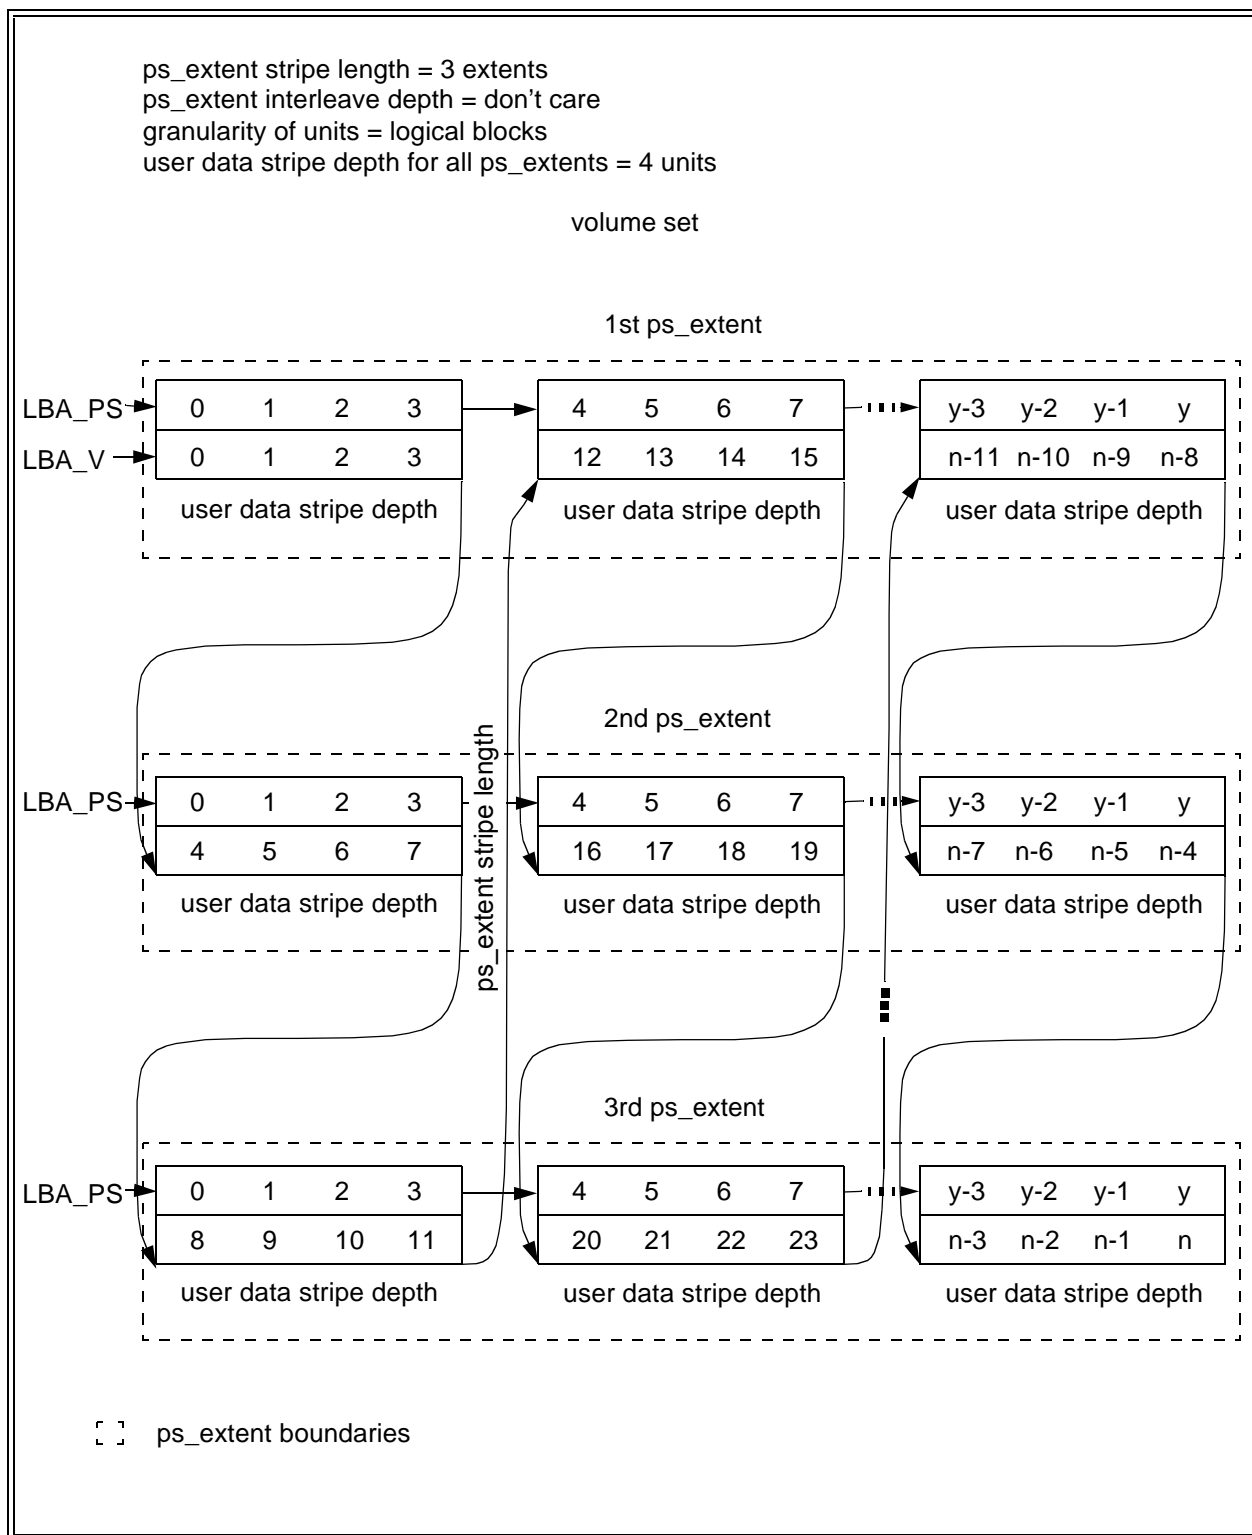 ps_extent stripe length = 3 extents
ps_extent interleave depth = don't care
granularity of units = logical blocks
user data stripe depth for all ps_extents = 4 units
volume set
1st ps_extent
LBA_PS 0 1 2 3 4 5 6 7 y-3 y-2 y-1 y
LBA_V 0 1 2 3 12 13 14 15 n-11 n-10 n-9 n-8
user data stripe depth user data stripe depth user data stripe depth
2nd ps_extent
LBA_PS 0 1 2 3 4 5 6 7 y-3 y-2 y-1 y
4 5 6 7 16 17 18 19 n-7 n-6 n-5 n-4
user data stripe depth user data stripe depth user data stripe depth
ps_extent stripe length
3rd ps_extent
LBA_PS 0 1 2 3 4 5 6 7 y-3 y-2 y-1 y
8 9 10 11 20 21 22 23 n-3 n-2 n-1 n
user data stripe depth user data stripe depth user data stripe depth
ps_extent boundaries